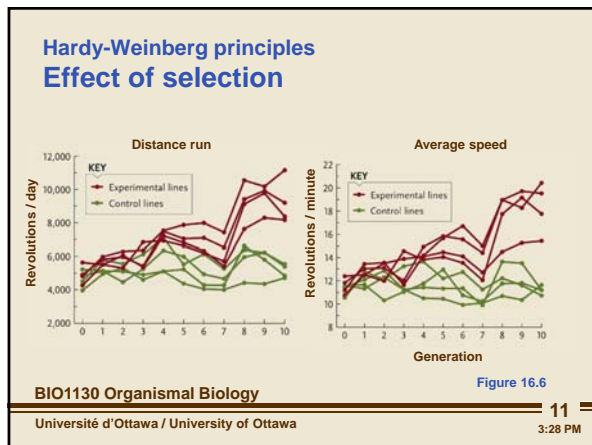 Hardy-Weinberg principles
Effect of selection
Distance run
Revolutions / day
12,000
10,000
8,000
6,000
4,000
2,000
KEY
Experimental lines
Control lines
0 1 2 3 4 5 6 7 8 9 10
Average speed
Revolutions / minute
22
20
18
16
14
12
10
8
KEY
Experimental lines
Control lines
0 1 2 3 4 5 6 7 8 9 10
Generation
Figure 16.6
BIO1130 Organismal Biology
Université d'Ottawa / University of Ottawa
11
3:28 PM